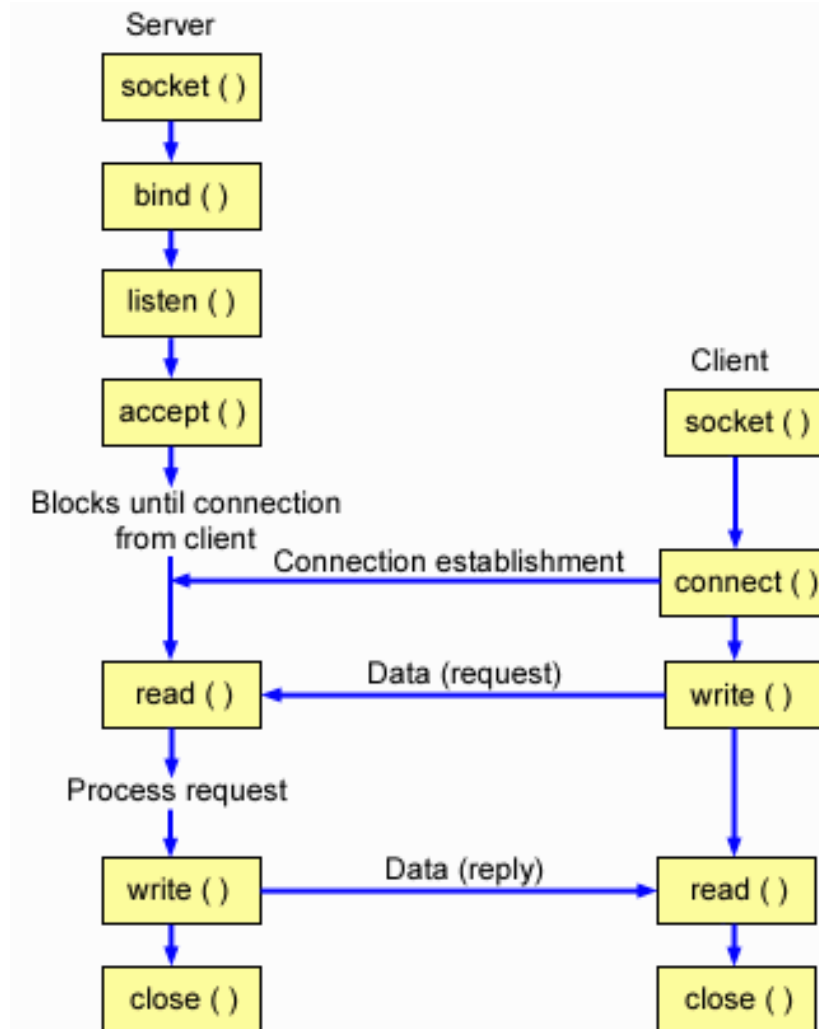 Server
socket ( )
bind ( )
listen ( )
accept ( )
Blocks until connection
from client
Client
socket ( )
Connection establishment
connect ( )
read ( )
Data (request)
write ( )
Process request
write ( )
Data (reply)
read ( )
close ( )
close ( )